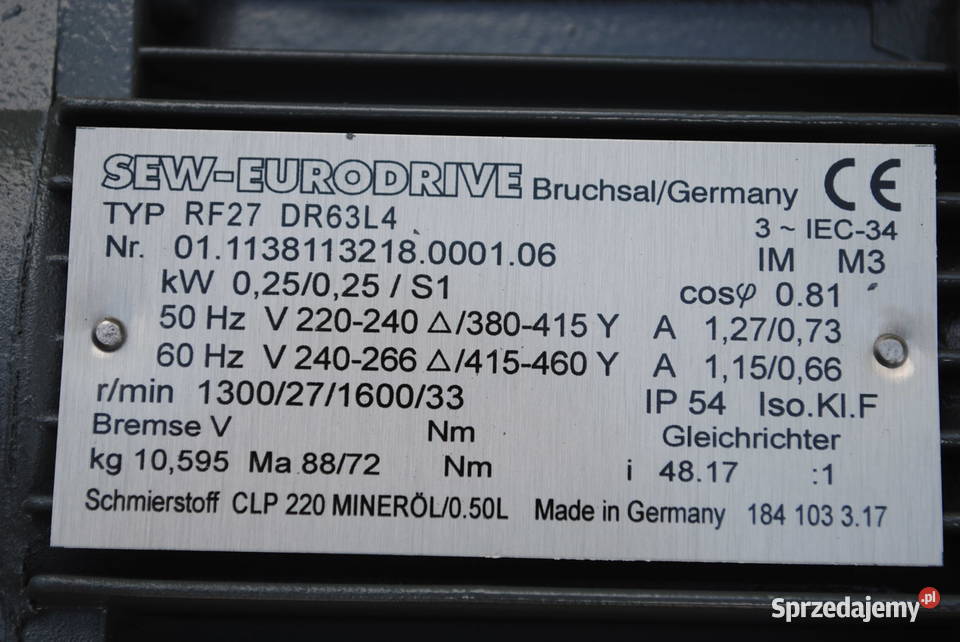 SEW-EURODRIVE Bruchsal/Germany CE
TYP RF27 DR63L4 3 ~ IEC-34
Nr. 01.1138113218.0001.06 IM M3
kW 0,25/0,25 / S1 cosφ 0.81
50 Hz V 220-240 △/380-415 Y A 1,27/0,73
60 Hz V 240-266 △/415-460 Y A 1,15/0,66
r/min 1300/27/1600/33 IP 54 Iso.Kl.F
Bremse V Nm Gleichrichter
kg 10,595 Ma 88/72 Nm i 48.17 :1
Schmierstoff CLP 220 MINERÖL/0.50L Made in Germany 184 103 3.17
Sprzedajemy.pl